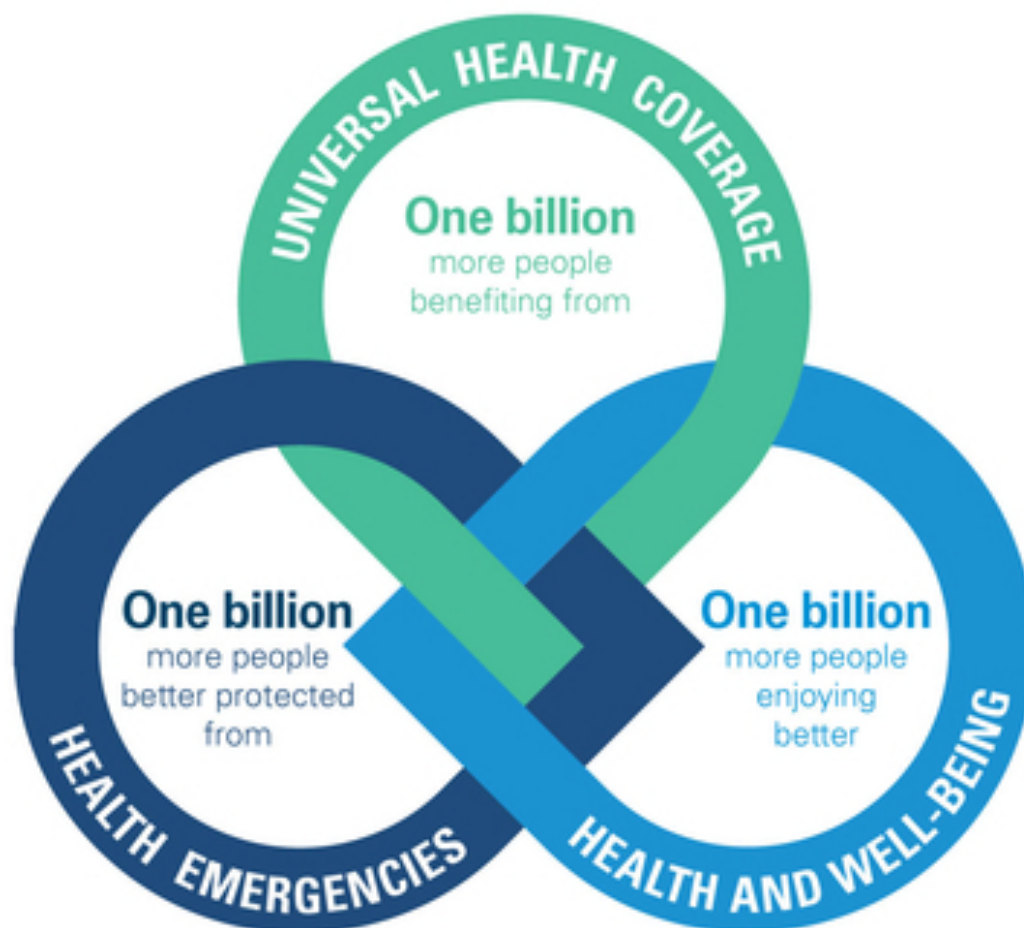 UNIVERSAL HEALTH COVERAGE
One billion
more people
benefiting from
One billion
more people
better protected
from
HEALTH EMERGENCIES
One billion
more people
enjoying
better
HEALTH AND WELL-BEING